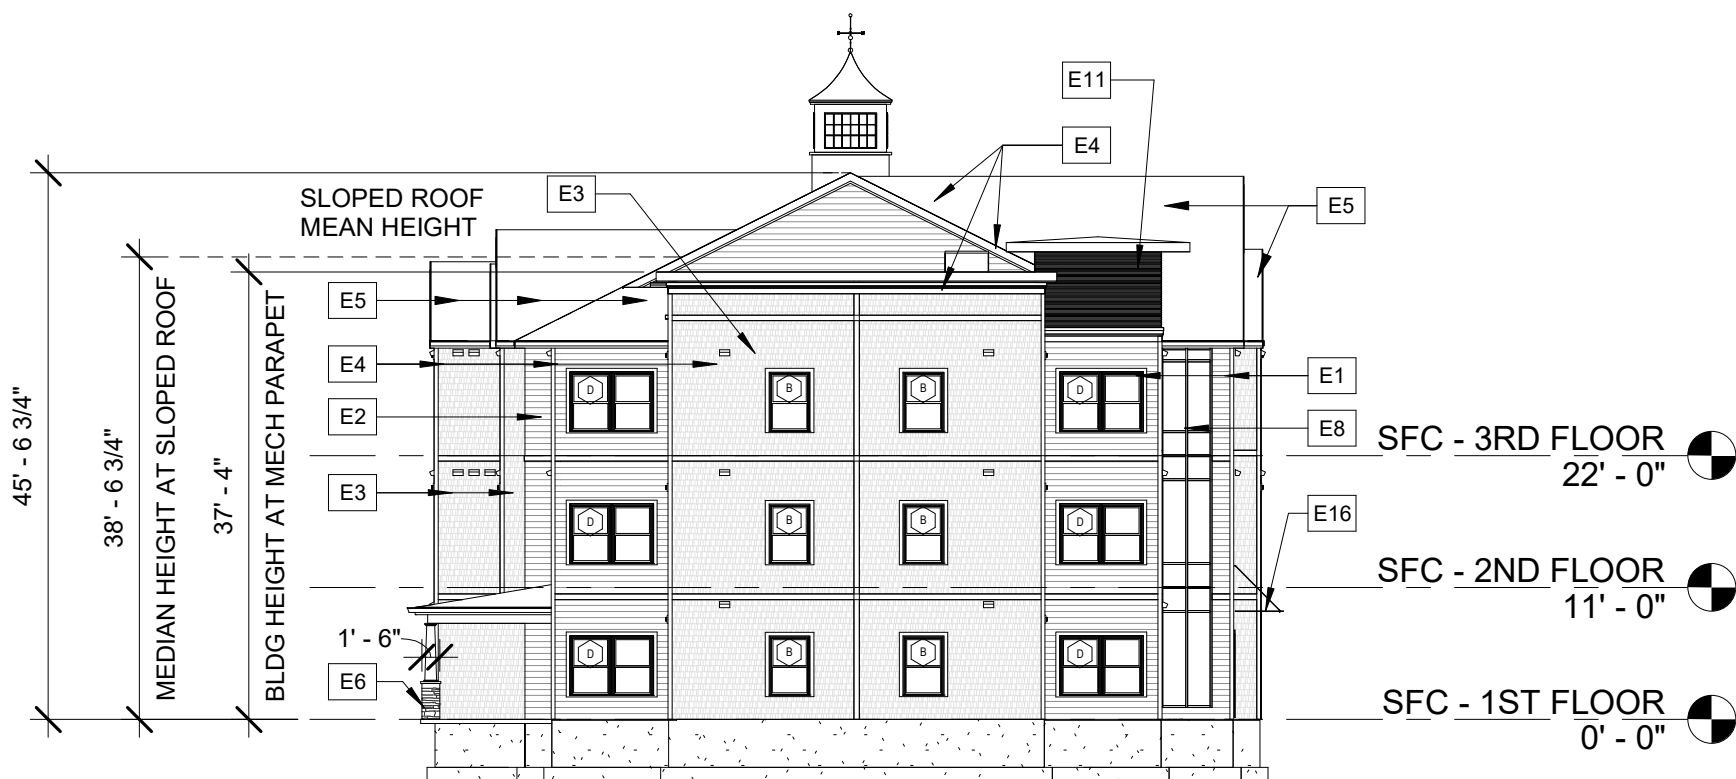 E11
E4
E3
SLOPED ROOF
MEAN HEIGHT
E5
E5
E4
E2
E3
E6
E1
E8
E16
45' - 6 3/4"
38' - 6 3/4"
MEDIAN HEIGHT AT SLOPED ROOF
37' - 4"
BLDG HEIGHT AT MECH PARAPET
1' - 6"
D
B
B
D
D
B
B
D
D
B
B
D
SFC - 3RD FLOOR
22' - 0"
SFC - 2ND FLOOR
11' - 0"
SFC - 1ST FLOOR
0' - 0"